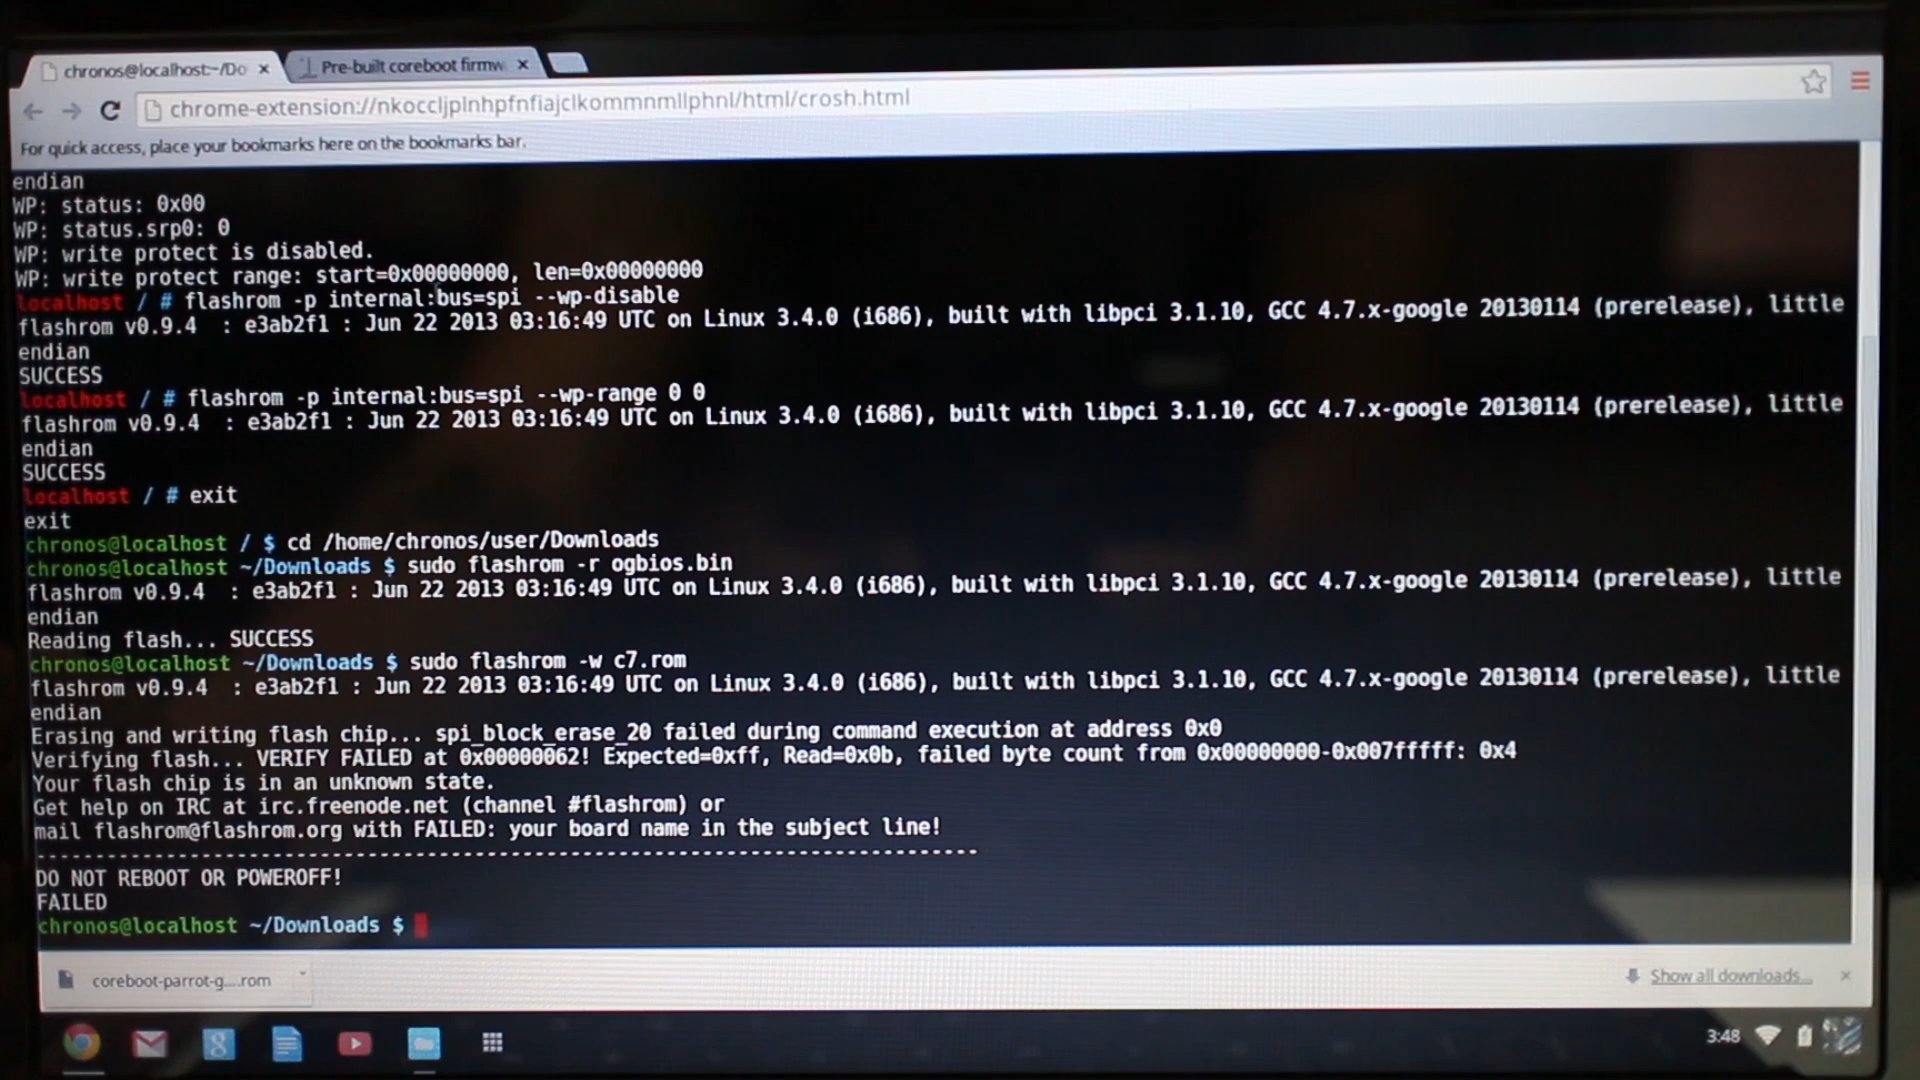 chronos@localhost:~/Do
Pre-built coreboot firmw
chrome-extension://nkoccljplnhpfnfiajclkommnmllphnl/html/crosh.html
For quick access, place your bookmarks here on the bookmarks bar.
endian
WP: status: 0x00
WP: status.srp0: 0
WP: write protect is disabled.
WP: write protect range: start=0x00000000, len=0x00000000
localhost / # flashrom -p internal:bus=spi --wp-disable
flashrom v0.9.4  : e3ab2f1 : Jun 22 2013 03:16:49 UTC on Linux 3.4.0 (i686), built with libpci 3.1.10, GCC 4.7.x-google 20130114 (prerelease), little
endian
SUCCESS
localhost / # flashrom -p internal:bus=spi --wp-range 0 0
flashrom v0.9.4  : e3ab2f1 : Jun 22 2013 03:16:49 UTC on Linux 3.4.0 (i686), built with libpci 3.1.10, GCC 4.7.x-google 20130114 (prerelease), little
endian
SUCCESS
localhost / # exit
exit
chronos@localhost / $ cd /home/chronos/user/Downloads
chronos@localhost ~/Downloads $ sudo flashrom -r ogbios.bin
flashrom v0.9.4  : e3ab2f1 : Jun 22 2013 03:16:49 UTC on Linux 3.4.0 (i686), built with libpci 3.1.10, GCC 4.7.x-google 20130114 (prerelease), little
endian
Reading flash... SUCCESS
chronos@localhost ~/Downloads $ sudo flashrom -w c7.rom
flashrom v0.9.4  : e3ab2f1 : Jun 22 2013 03:16:49 UTC on Linux 3.4.0 (i686), built with libpci 3.1.10, GCC 4.7.x-google 20130114 (prerelease), little
endian
Erasing and writing flash chip... spi_block_erase_20 failed during command execution at address 0x0
Verifying flash... VERIFY FAILED at 0x00000062! Expected=0xff, Read=0x0b, failed byte count from 0x00000000-0x007fffff: 0x4
Your flash chip is in an unknown state.
Get help on IRC at irc.freenode.net (channel #flashrom) or
mail flashrom@flashrom.org with FAILED: your board name in the subject line!
-------------------------------------------------------------------------------
DO NOT REBOOT OR POWEROFF!
FAILED
chronos@localhost ~/Downloads $
coreboot-parrot-g....rom
Show all downloads...
3:48